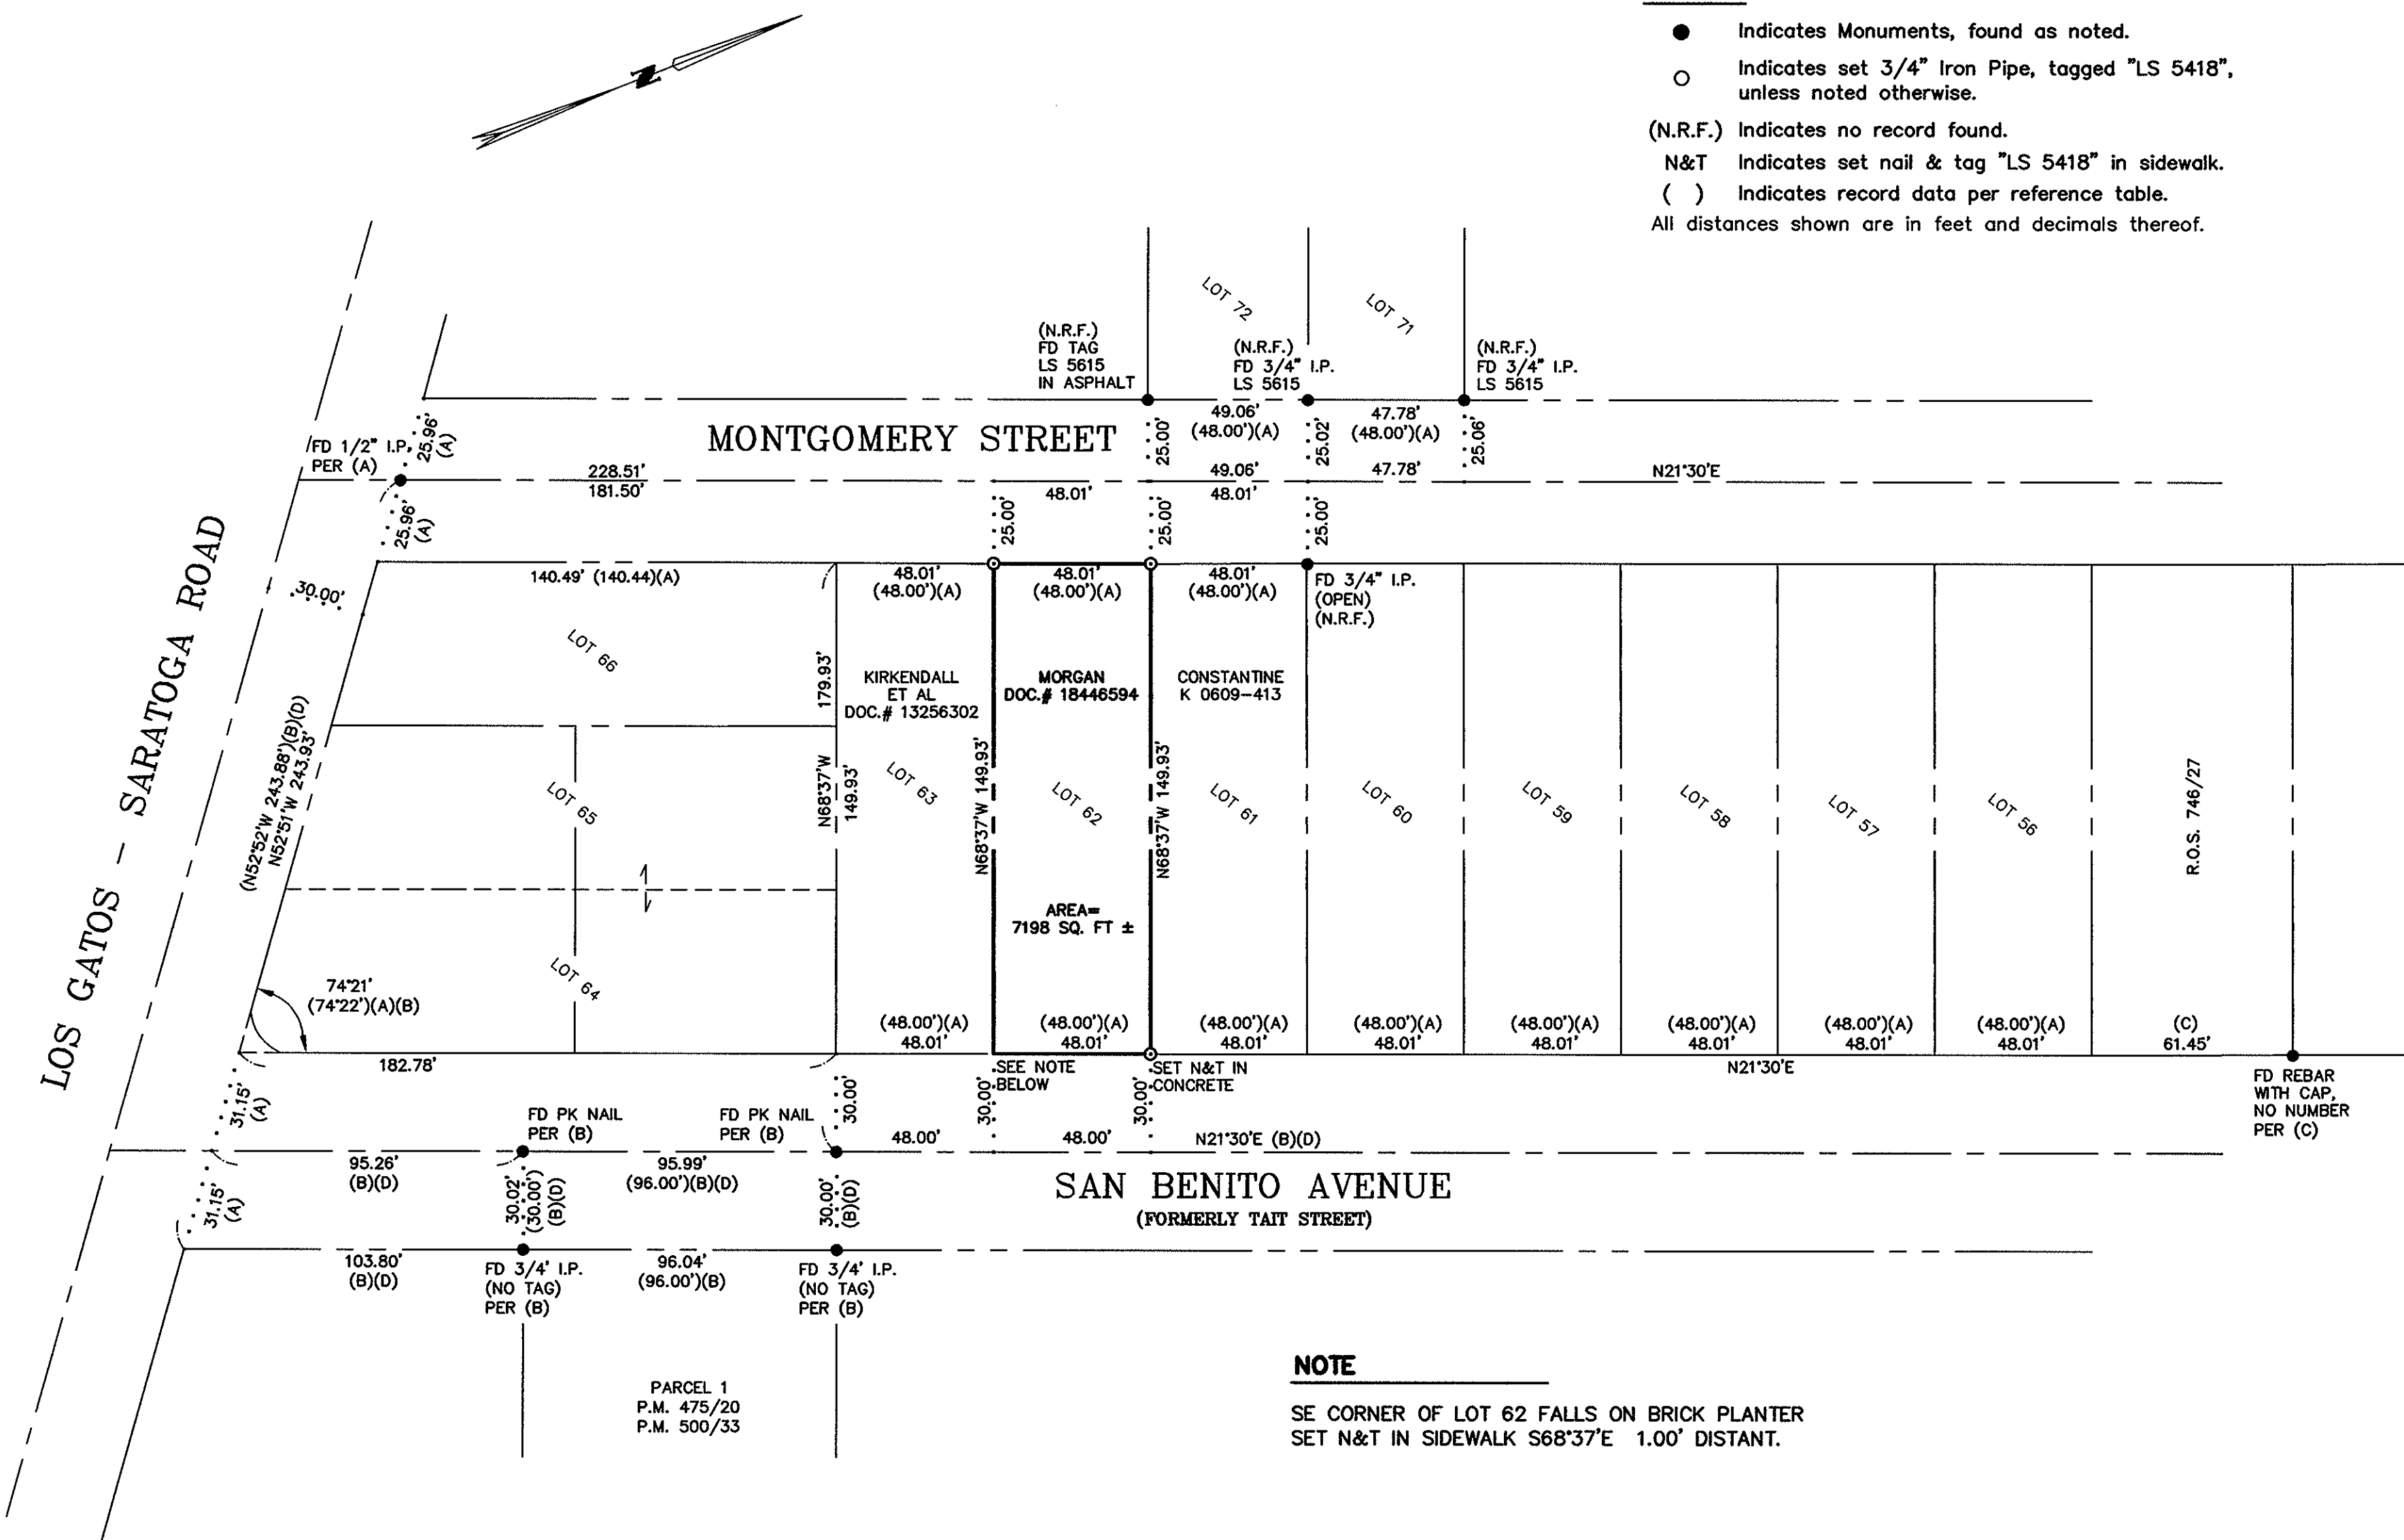 Indicates Monuments, found as noted.
Indicates set 3/4" Iron Pipe, tagged "LS 5418",
unless noted otherwise.
(N.R.F.) Indicates no record found.
N&T Indicates set nail & tag "LS 5418" in sidewalk.
( ) Indicates record data per reference table.
All distances shown are in feet and decimals thereof.
N
LOT 72
LOT 71
(N.R.F.)
FD TAG
LS 5615
IN ASPHALT
(N.R.F.)
FD 3/4" I.P.
LS 5615
(N.R.F.)
FD 3/4" I.P.
LS 5615
25.96'
(A)
FD 1/2" I.P.
PER (A)
MONTGOMERY STREET
49.06'
(48.00')(A)
47.78'
(48.00')(A)
25.00'
25.02'
25.06'
228.51'
181.50'
49.06'
47.78'
N21°30'E
48.01'
48.01'
25.96'
(A)
25.00'
25.00'
25.00'
LOS GATOS - SARATOGA ROAD
30.00'
140.49' (140.44)(A)
48.01'
(48.00')(A)
48.01'
(48.00')(A)
48.01'
(48.00')(A)
FD 3/4" I.P.
(OPEN)
(N.R.F.)
LOT 66
179.93'
KIRKENDALL
ET AL
DOC.# 13256302
MORGAN
DOC.# 18446594
CONSTANTINE
K 0609-413
(N52°52'W 243.88')(B)(D)
N52°51'W 243.93'
LOT 65
N68°37'W
149.93'
LOT 63
N68°37'W 149.93'
LOT 62
N68°37'W 149.93'
LOT 61
LOT 60
LOT 59
LOT 58
LOT 57
LOT 56
R.O.S. 746/27
AREA=
7198 SQ. FT ±
LOT 64
74°21'
(74°22')(A)(B)
(48.00')(A)
48.01'
(48.00')(A)
48.01'
(48.00')(A)
48.01'
(48.00')(A)
48.01'
(48.00')(A)
48.01'
(48.00')(A)
48.01'
(48.00')(A)
48.01'
(48.00')(A)
48.01'
(C)
61.45'
182.78'
SEE NOTE
BELOW
SET N&T IN
CONCRETE
N21°30'E
FD REBAR
WITH CAP,
NO NUMBER
PER (C)
31.15'
(A)
30.00'
30.00'
30.00'
FD PK NAIL
PER (B)
FD PK NAIL
PER (B)
48.00'
48.00'
N21°30'E (B)(D)
95.26'
(B)(D)
95.99'
(96.00')(B)(D)
31.15'
(A)
30.02'
(30.00')
(B)(D)
30.00'
(B)(D)
SAN BENITO AVENUE
(FORMERLY TAIT STREET)
103.80'
(B)(D)
FD 3/4' I.P.
(NO TAG)
PER (B)
96.04'
(96.00')(B)
FD 3/4' I.P.
(NO TAG)
PER (B)
PARCEL 1
P.M. 475/20
P.M. 500/33
NOTE
SE CORNER OF LOT 62 FALLS ON BRICK PLANTER
SET N&T IN SIDEWALK S68°37'E 1.00' DISTANT.